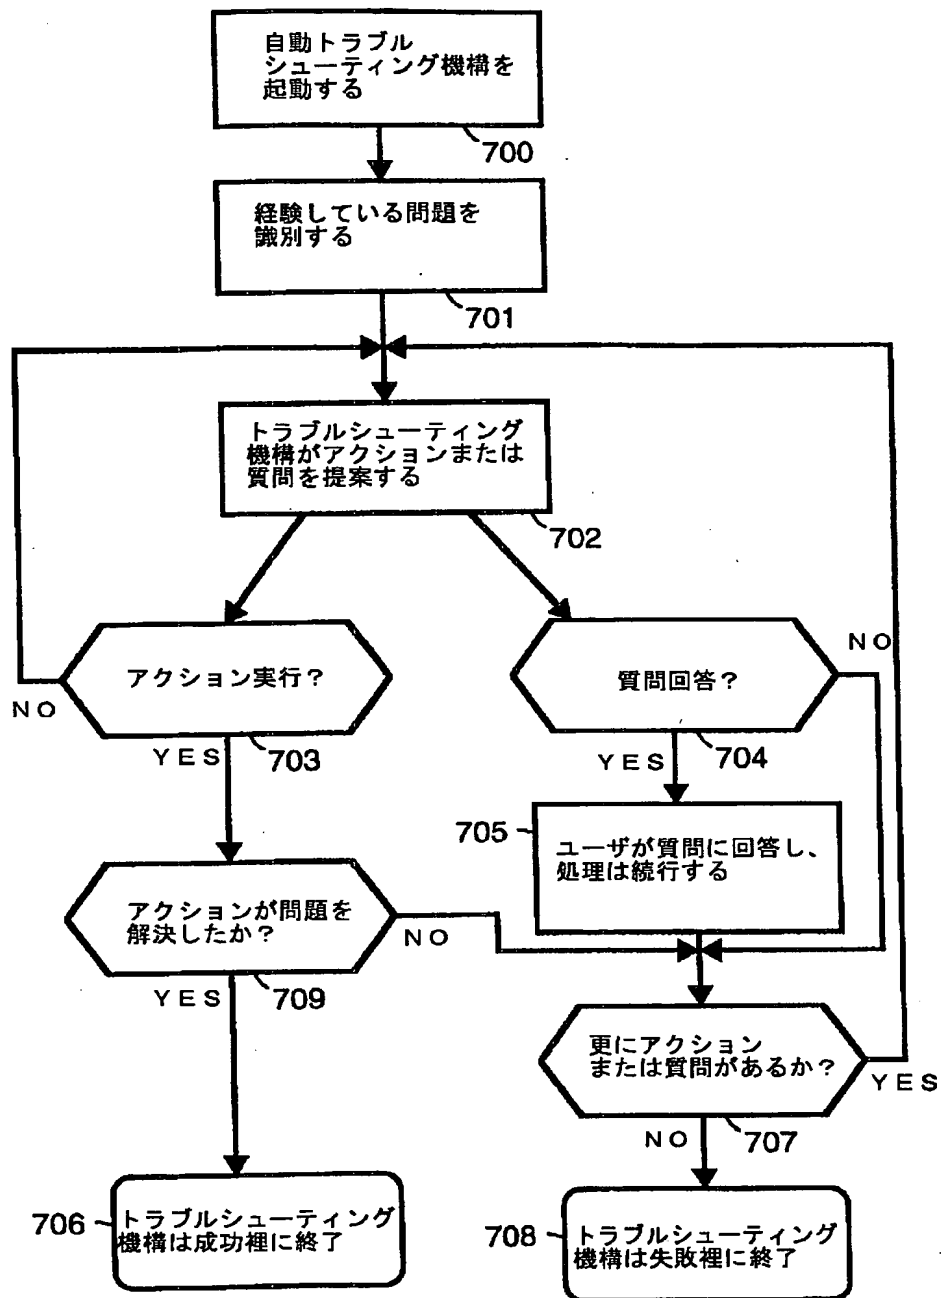 自動トラブル
シューティング機構を
起動する
700
経験している問題を
識別する
701
トラブルシューティング
機構がアクションまたは
質問を提案する
702
アクション実行？
NO
YES
703
質問回答？
NO
YES
704
705
ユーザが質問に回答し、
処理は続行する
アクションが問題を
解決したか？
NO
YES
709
更にアクション
または質問があるか？
YES
NO
707
706
トラブルシューティング
機構は成功裡に終了
708
トラブルシューティング
機構は失敗裡に終了